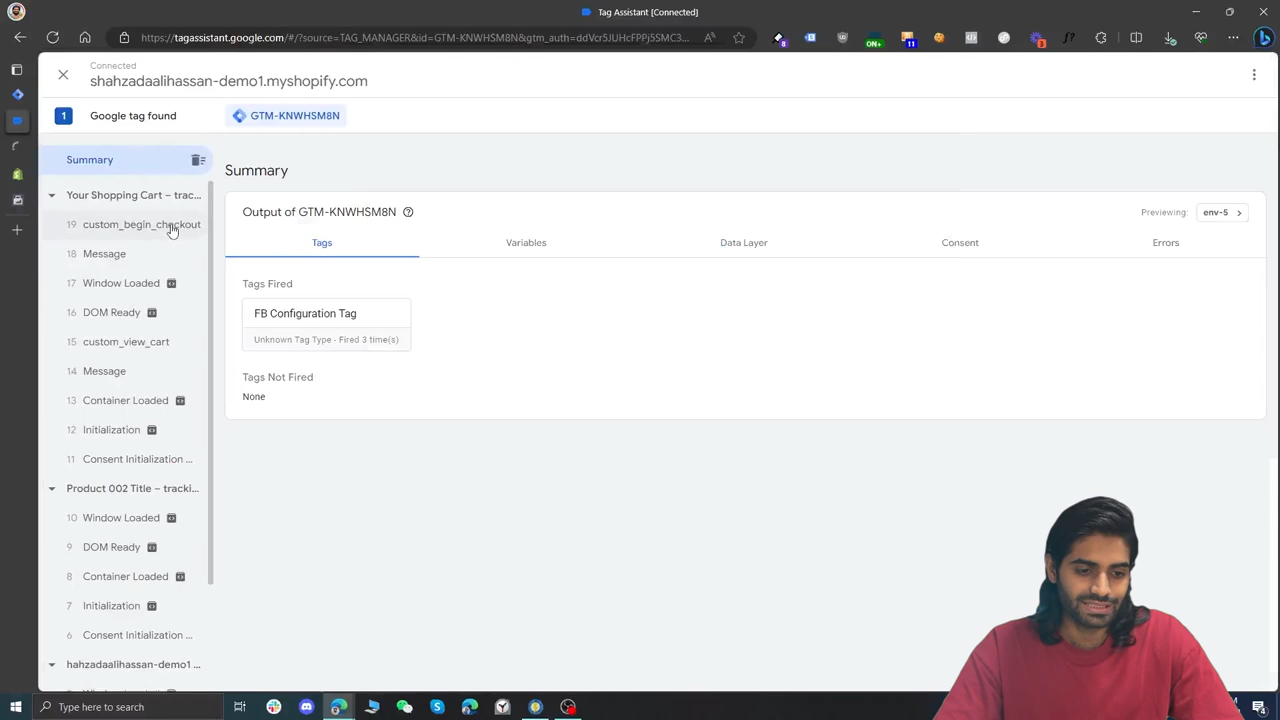 Tag Assistant [Connected]
https://tagassistant.google.com/#/?source=TAG_MANAGER&id=GTM-KNWHSM8N&gtm_auth=ddVcr5JUHcFPPj5SMC3...
8
ON+
11
3
Connected
shahzadaalihassan-demo1.myshopify.com
1 Google tag found GTM-KNWHSM8N
Summary
Your Shopping Cart – trac...
19 custom_begin_checkout
18 Message
17 Window Loaded
16 DOM Ready
15 custom_view_cart
14 Message
13 Container Loaded
12 Initialization
11 Consent Initialization ...
Product 002 Title – tracki...
10 Window Loaded
9 DOM Ready
8 Container Loaded
7 Initialization
6 Consent Initialization ...
hahzadaalihassan-demo1 ...
Summary
Output of GTM-KNWHSM8N
Previewing: env-5
Tags Variables Data Layer Consent Errors
Tags Fired
FB Configuration Tag
Unknown Tag Type - Fired 3 time(s)
Tags Not Fired
None
Type here to search
4